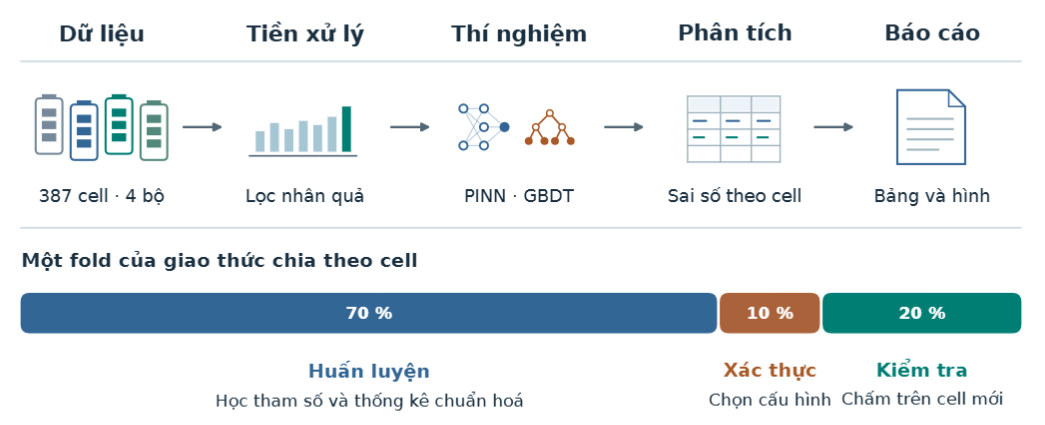 Dữ liệu
Tiền xử lý
Thí nghiệm
Phân tích
Báo cáo
387 cell · 4 bộ
Lọc nhân quả
PINN · GBDT
Sai số theo cell
Bảng và hình
Một fold của giao thức chia theo cell
70 %
10 %
20 %
Huấn luyện
Xác thực
Kiểm tra
Học tham số và thống kê chuẩn hoá
Chọn cấu hình
Chấm trên cell mới